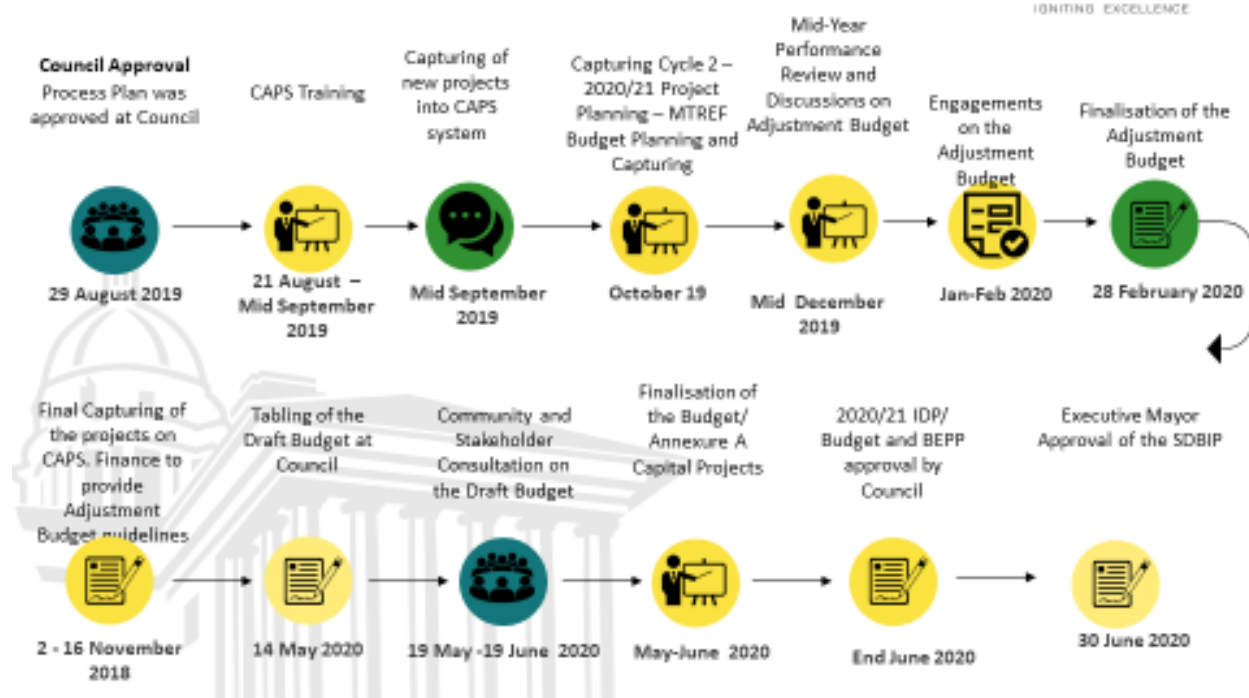 IGNITING EXCELLENCE
Council Approval
Process Plan was
approved at Council
CAPS Training
Capturing of
new projects
into CAPS
system
Capturing Cycle 2 –
2020/21 Project
Planning – MTREF
Budget Planning and
Capturing
Mid-Year
Performance
Review and
Discussions on
Adjustment Budget
Engagements
on the
Adjustment
Budget
Finalisation of the
Adjustment
Budget
29 August 2019
21 August –
Mid September
2019
Mid September
2019
October 19
Mid December
2019
Jan-Feb 2020
28 February 2020
Final Capturing of
the projects on
CAPS. Finance to
provide
Adjustment
Budget guidelines
Tabling of the
Draft Budget at
Council
Community and
Stakeholder
Consultation on
the Draft Budget
Finalisation of
the Budget/
Annexure A
Capital Projects
2020/21 IDP/
Budget and BEPP
approval by
Council
Executive Mayor
Approval of the SDBIP
2 - 16 November
2018
14 May 2020
19 May -19 June 2020
May-June 2020
End June 2020
30 June 2020